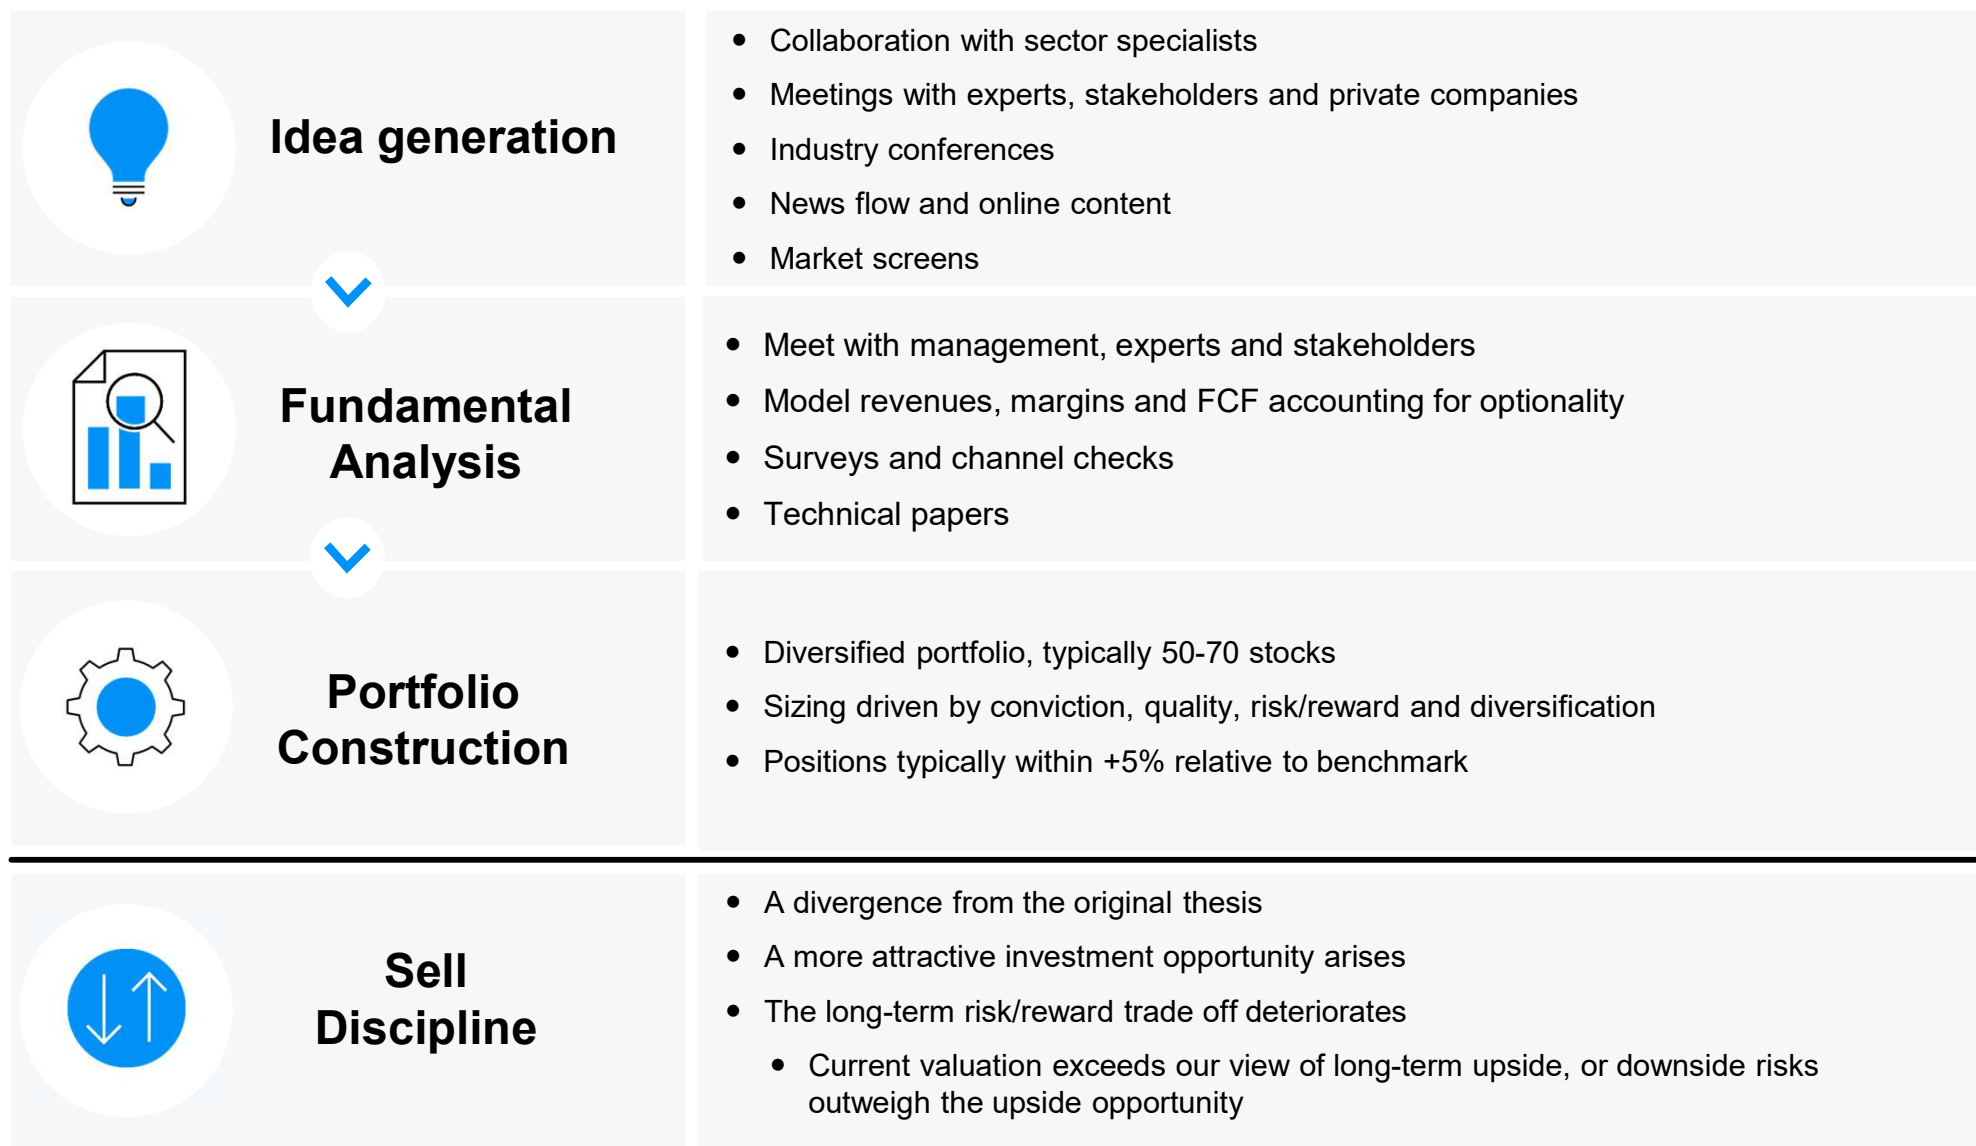 Idea generation
• Collaboration with sector specialists
• Meetings with experts, stakeholders and private companies
• Industry conferences
• News flow and online content
• Market screens
Fundamental
Analysis
• Meet with management, experts and stakeholders
• Model revenues, margins and FCF accounting for optionality
• Surveys and channel checks
• Technical papers
Portfolio
Construction
• Diversified portfolio, typically 50-70 stocks
• Sizing driven by conviction, quality, risk/reward and diversification
• Positions typically within +5% relative to benchmark
Sell
Discipline
• A divergence from the original thesis
• A more attractive investment opportunity arises
• The long-term risk/reward trade off deteriorates
• Current valuation exceeds our view of long-term upside, or downside risks
outweigh the upside opportunity